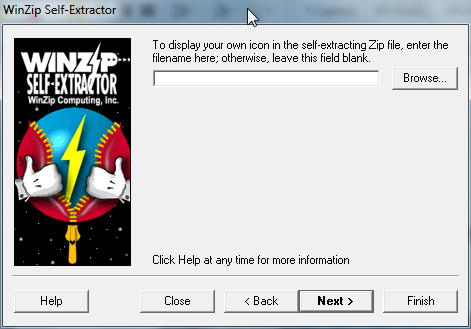 WinZip Self-Extractor
WINZIP
SELF-EXTRACTOR
WinZip Computing, Inc.
To display your own icon in the self-extracting Zip file, enter the
filename here; otherwise, leave this field blank.
Browse...
Click Help at any time for more information
Help
Close
< Back
Next >
Finish